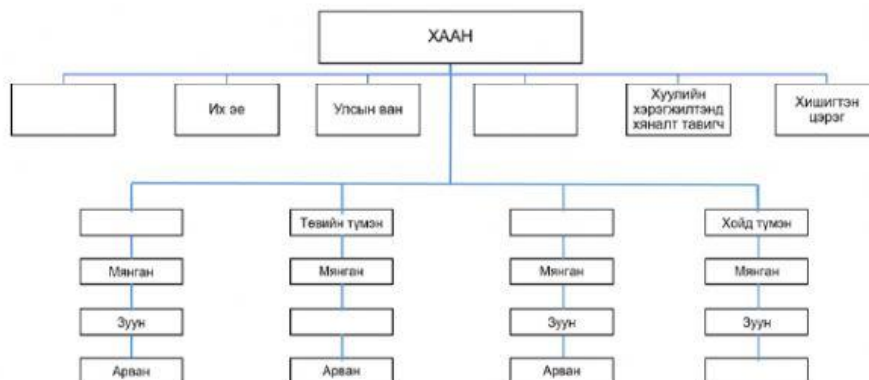 ХААН
Их зе
Улсын ван
Хуулийн
хэрэгжилтэнд
хяналт тавигч
Хишигтэн
цэрэг
Төвийн түмэн
Хойд түмэн
Мянган
Мянган
Мянган
Мянган
Зуун
Зуун
Зуун
Арван
Арван
Арван